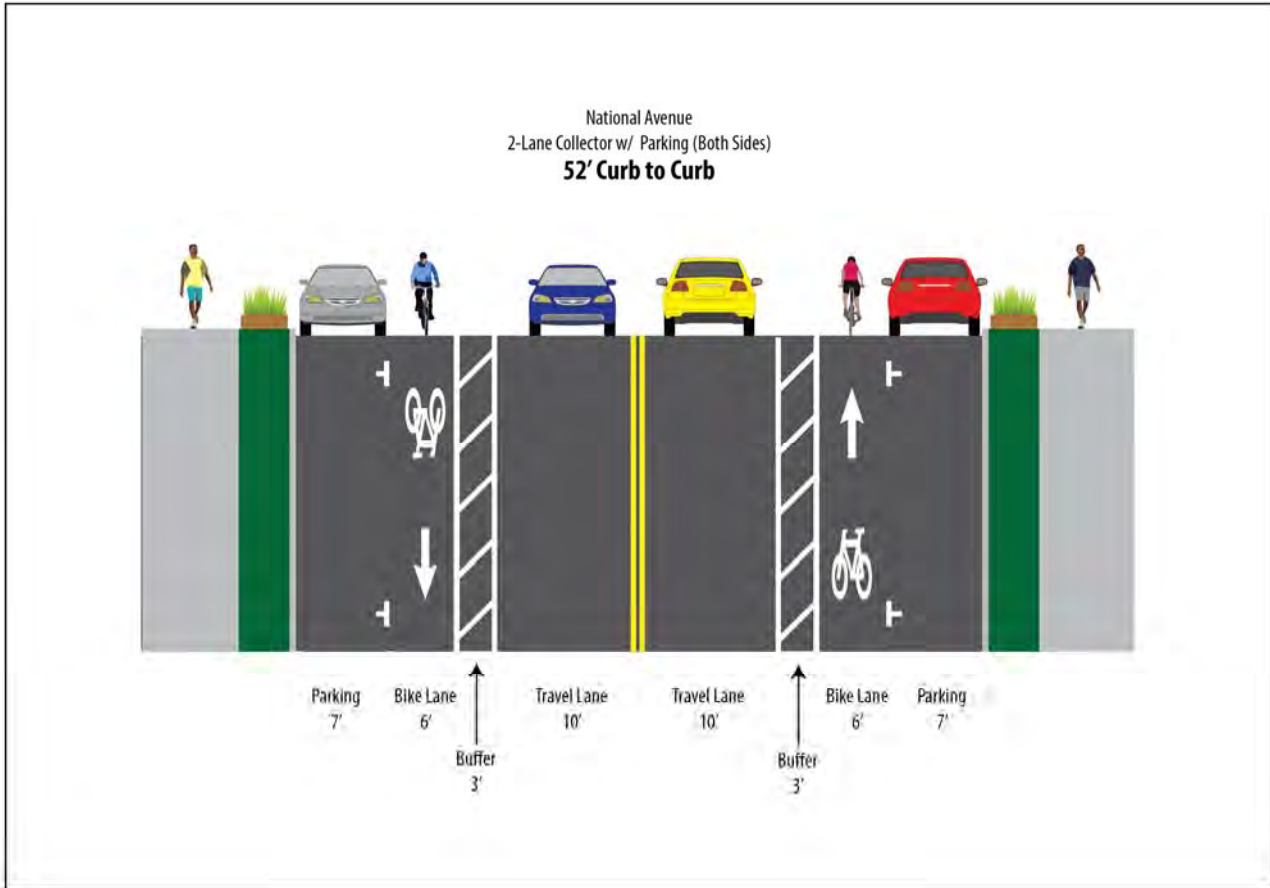 National Avenue
2-Lane Collector w/ Parking (Both Sides)
52' Curb to Curb
Parking
7'
Bike Lane
6'
Buffer
3'
Travel Lane
10'
Travel Lane
10'
Buffer
3'
Bike Lane
6'
Parking
7'